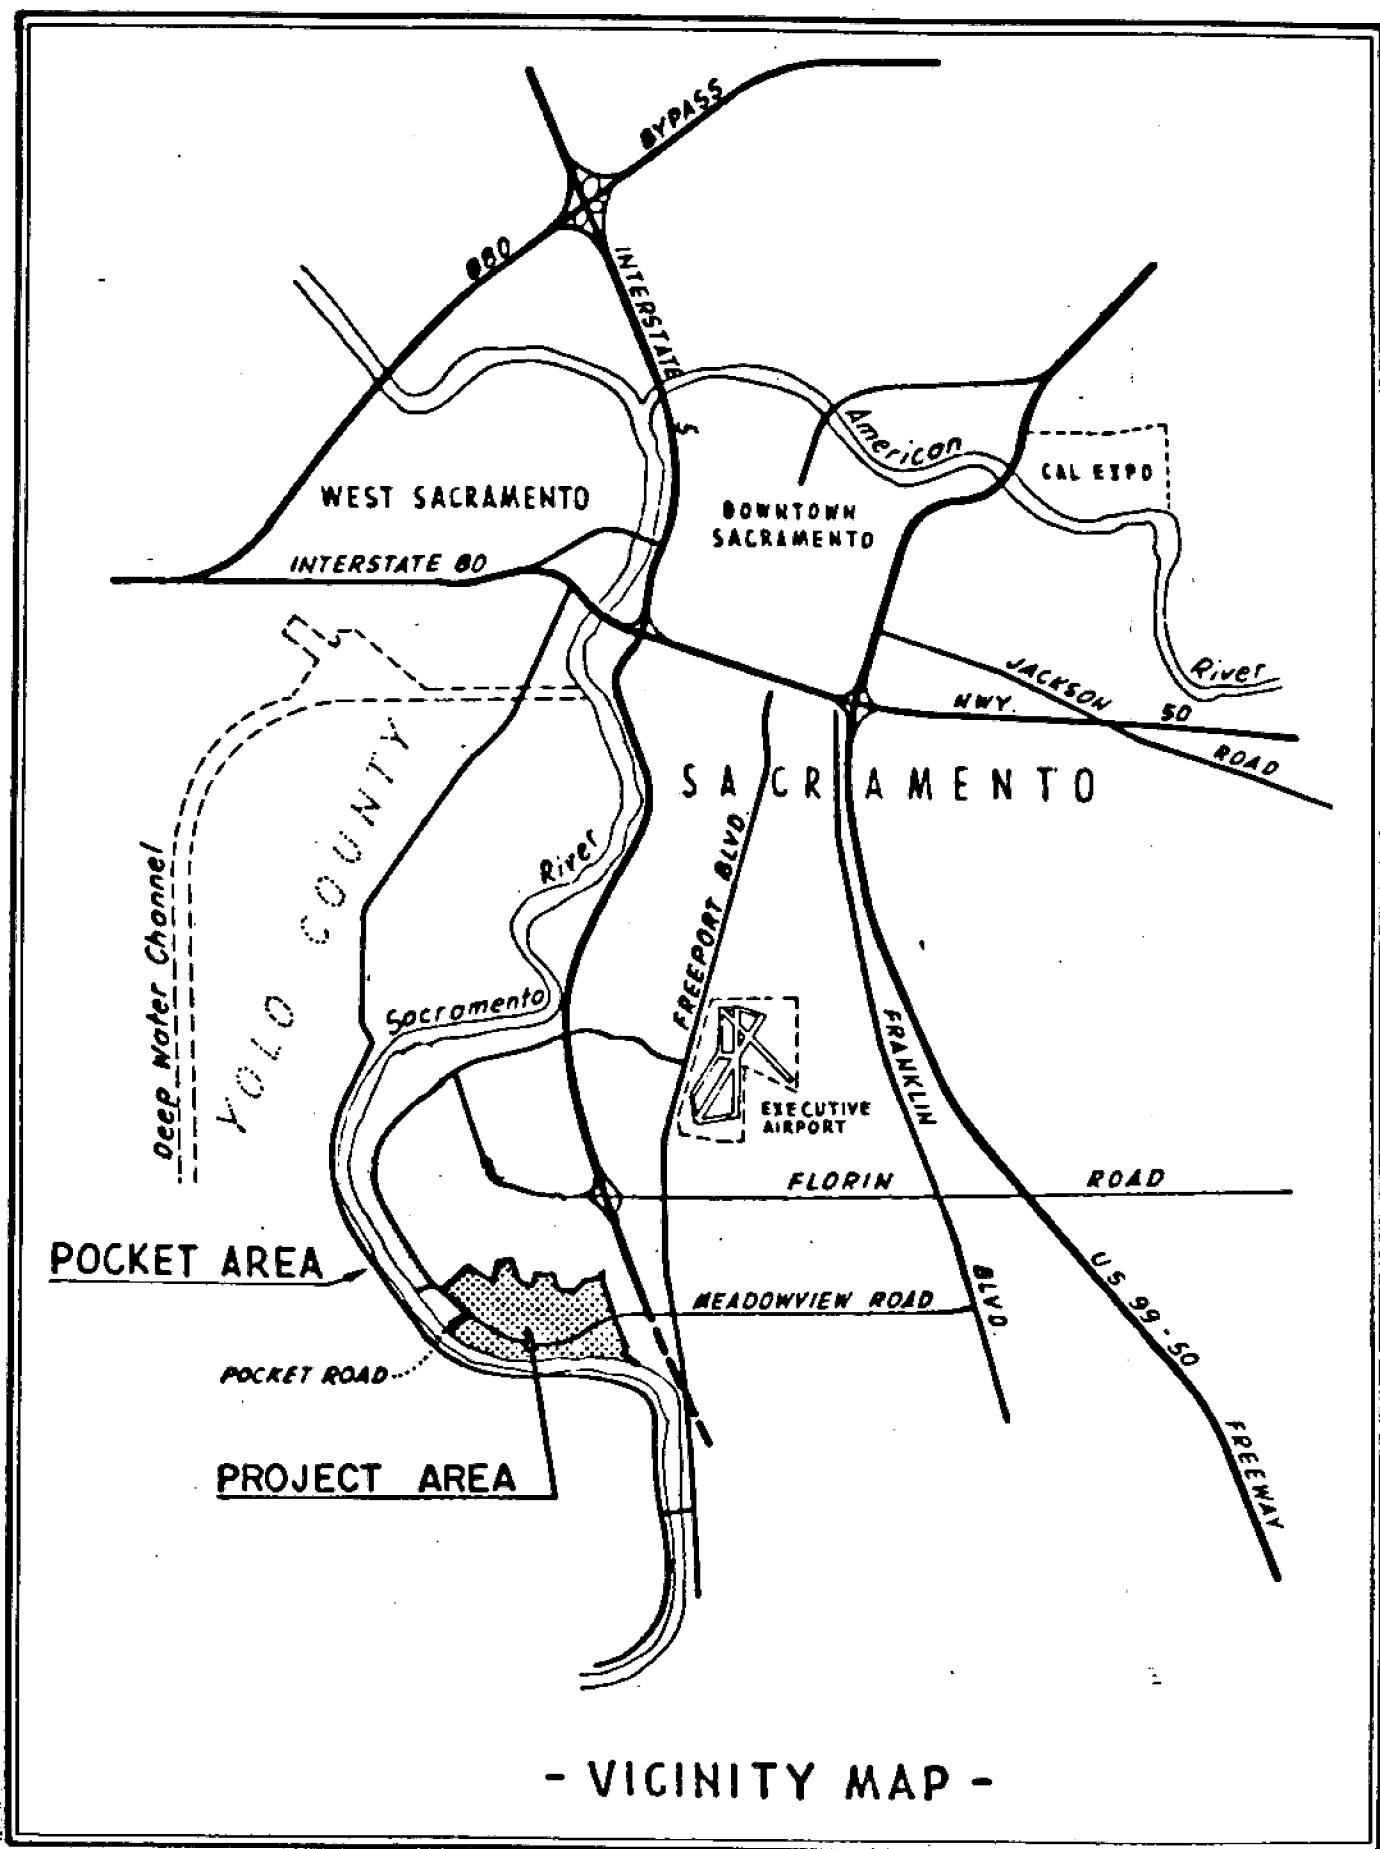 BYPASS
880
INTERSTATE
5
American
CAL EXPO
WEST SACRAMENTO
DOWNTOWN
SACRAMENTO
INTERSTATE 80
River
JACKSON
HWY. 50
ROAD
SACRAMENTO
YOLO COUNTY
River
FREEPORT BLVD.
Deep Water Channel
Sacramento
FRANKLIN
EXECUTIVE
AIRPORT
FLORIN ROAD
POCKET AREA
US 99-50
BLVD.
MEADOWVIEW ROAD
POCKET ROAD
FREEWAY
PROJECT AREA
- VICINITY MAP -